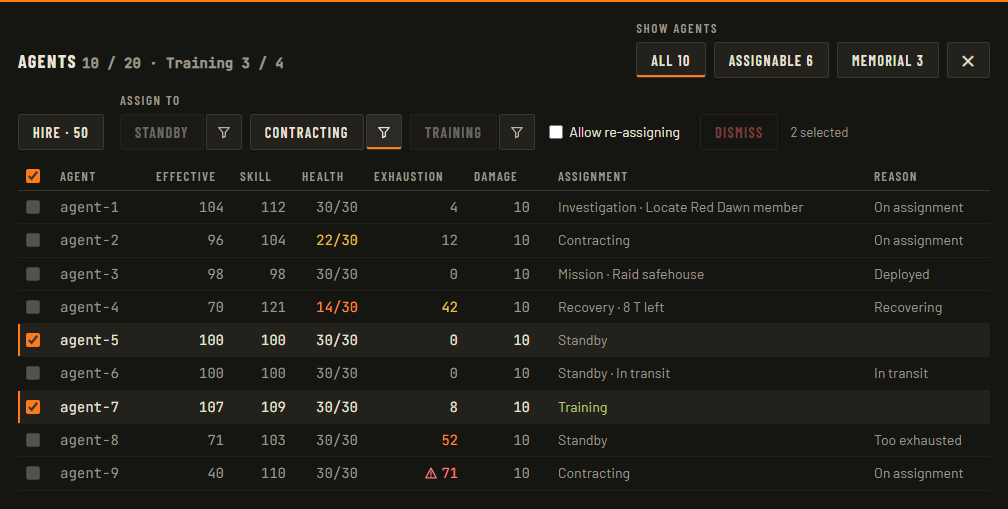 SHOW AGENTS
AGENTS 10 / 20 · Training 3 / 4
ALL 10 ASSIGNABLE 6 MEMORIAL 3 ✕
ASSIGN TO
HIRE · 50 STANDBY CONTRACTING TRAINING Allow re-assigning DISMISS 2 selected
AGENT EFFECTIVE SKILL HEALTH EXHAUSTION DAMAGE ASSIGNMENT REASON
agent-1 104 112 30/30 4 10 Investigation · Locate Red Dawn member On assignment
agent-2 96 104 22/30 12 10 Contracting On assignment
agent-3 98 98 30/30 0 10 Mission · Raid safehouse Deployed
agent-4 70 121 14/30 42 10 Recovery · 8 T left Recovering
agent-5 100 100 30/30 0 10 Standby
agent-6 100 100 30/30 0 10 Standby · In transit In transit
agent-7 107 109 30/30 8 10 Training
agent-8 71 103 30/30 52 10 Standby Too exhausted
agent-9 40 110 30/30 ⚠ 71 10 Contracting On assignment